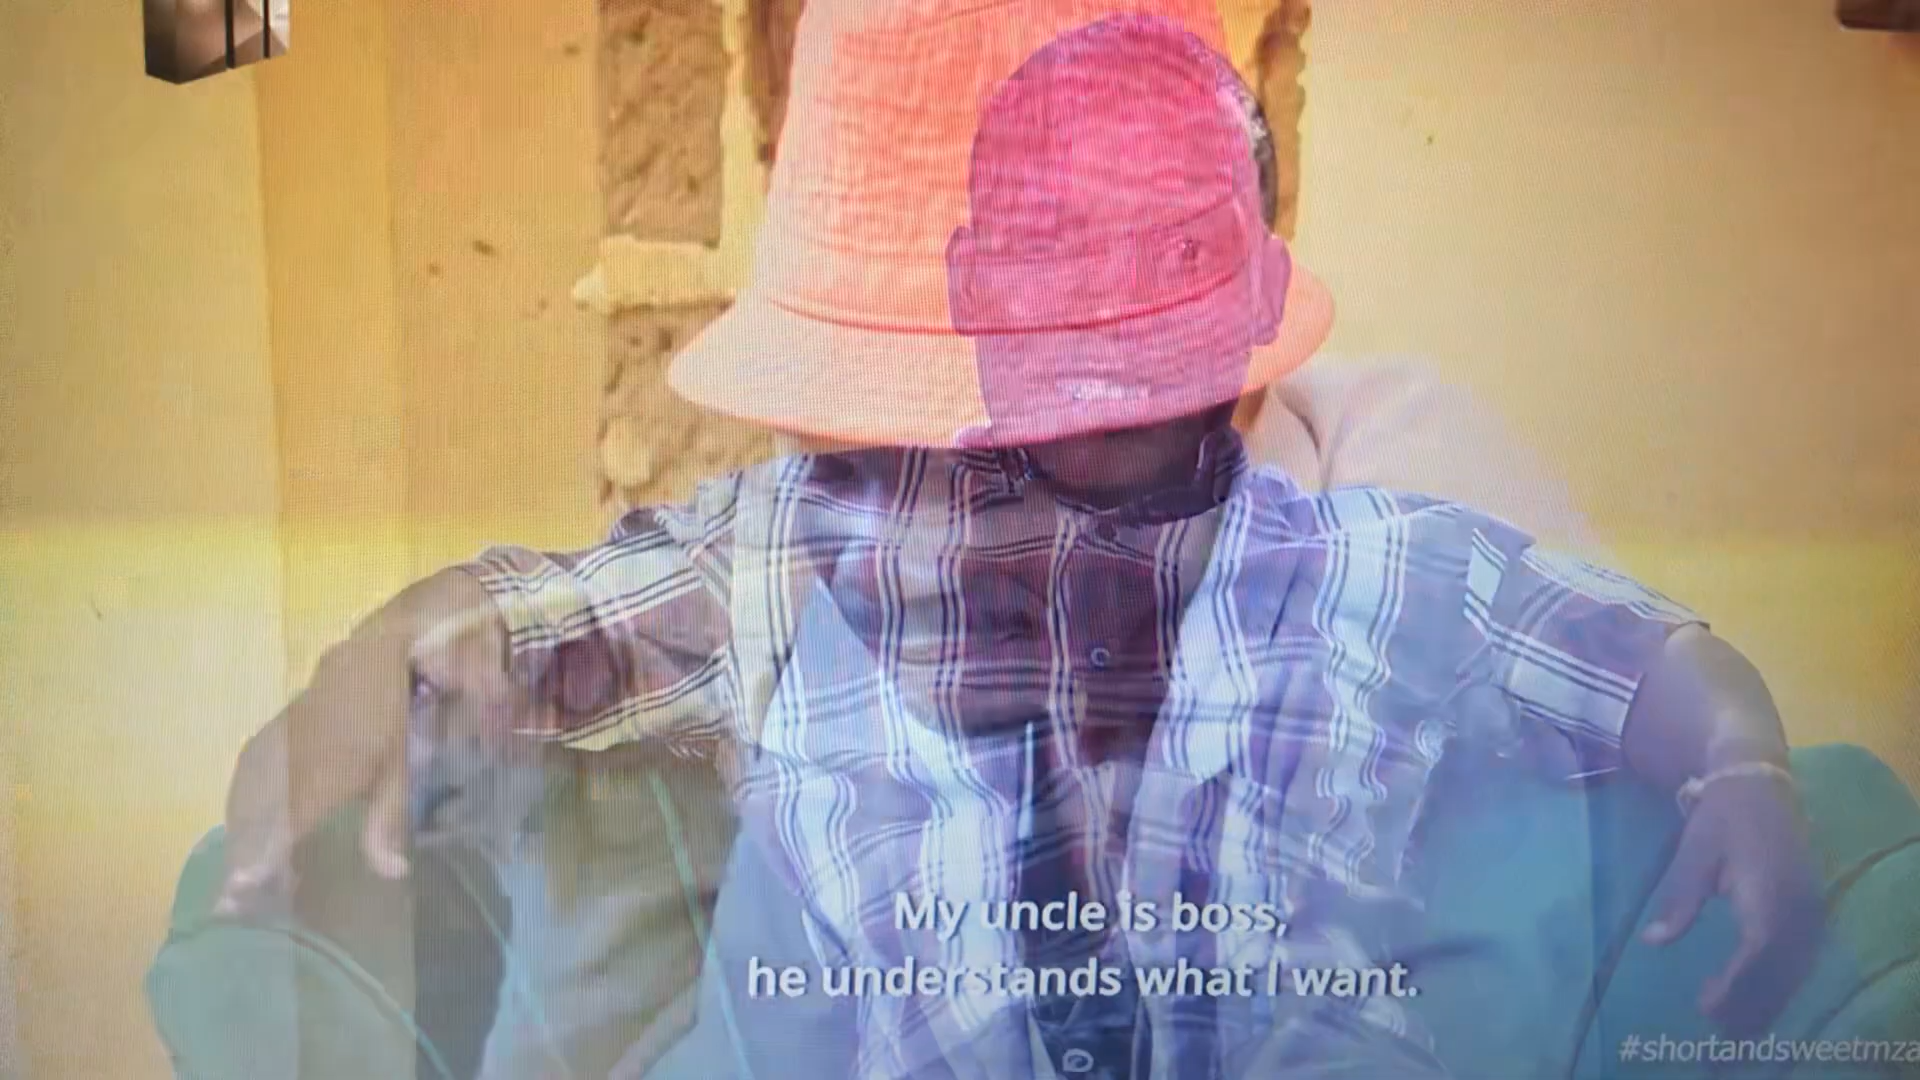 My uncle is boss,
he understands what I want.
#shortandsweetmza